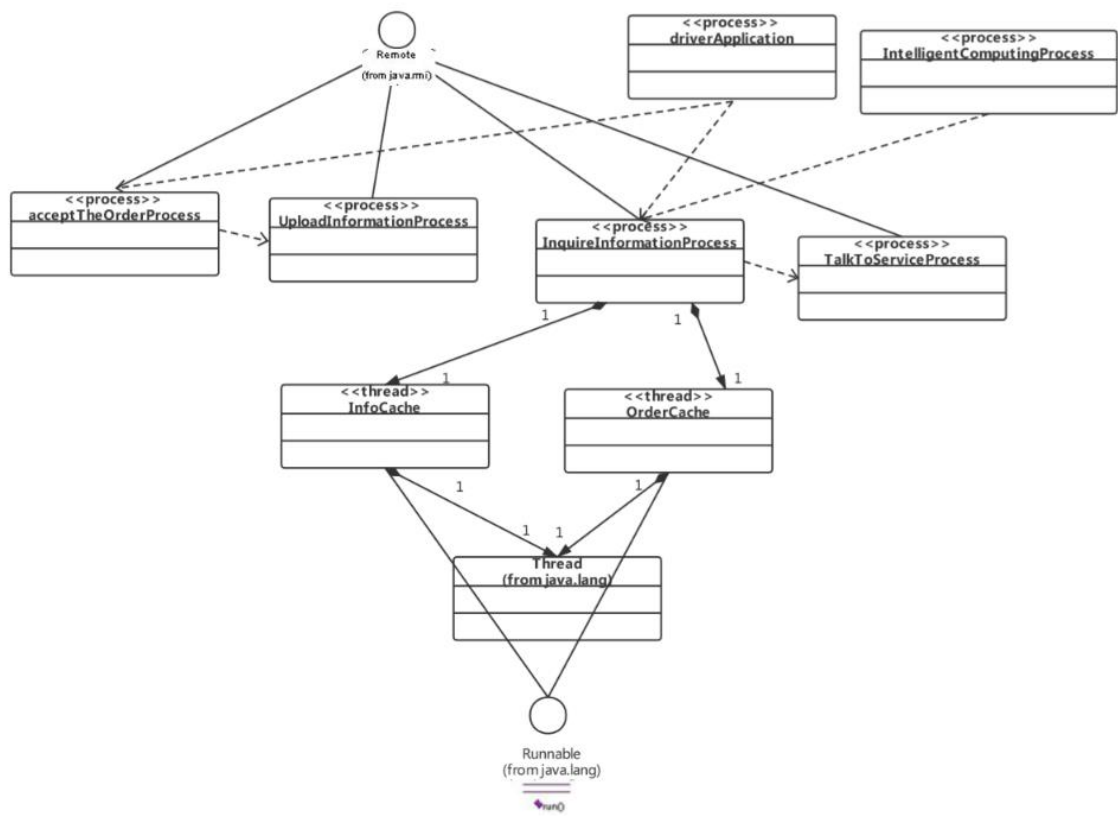 Remote
(from java.rmi)
<<process>>
driverApplication
<<process>>
IntelligentComputingProcess
<<process>>
acceptTheOrderProcess
<<process>>
UploadInformationProcess
<<process>>
InquireInformationProcess
<<process>>
TalkToServiceProcess
1
1
1
1
<<thread>>
InfoCache
<<thread>>
OrderCache
1
1
1
1
Thread
(from java.lang)
Runnable
(from java.lang)
run()